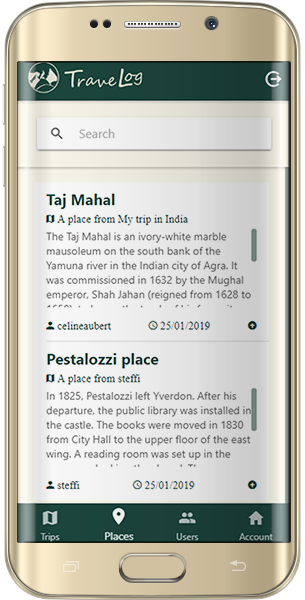 TraveLog
Search
Taj Mahal
A place from My trip in India
The Taj Mahal is an ivory-white marble
mausoleum on the south bank of the
Yamuna river in the Indian city of Agra. It
was commissioned in 1632 by the Mughal
emperor, Shah Jahan (reigned from 1628 to
celineaubert 25/01/2019
Pestalozzi place
A place from steffi
In 1825, Pestalozzi left Yverdon. After his
departure, the public library was installed in
the castle. The books were moved in 1830
from City Hall to the upper floor of the east
wing. A reading room was set up in the
steffi 25/01/2019
Trips Places Users Account